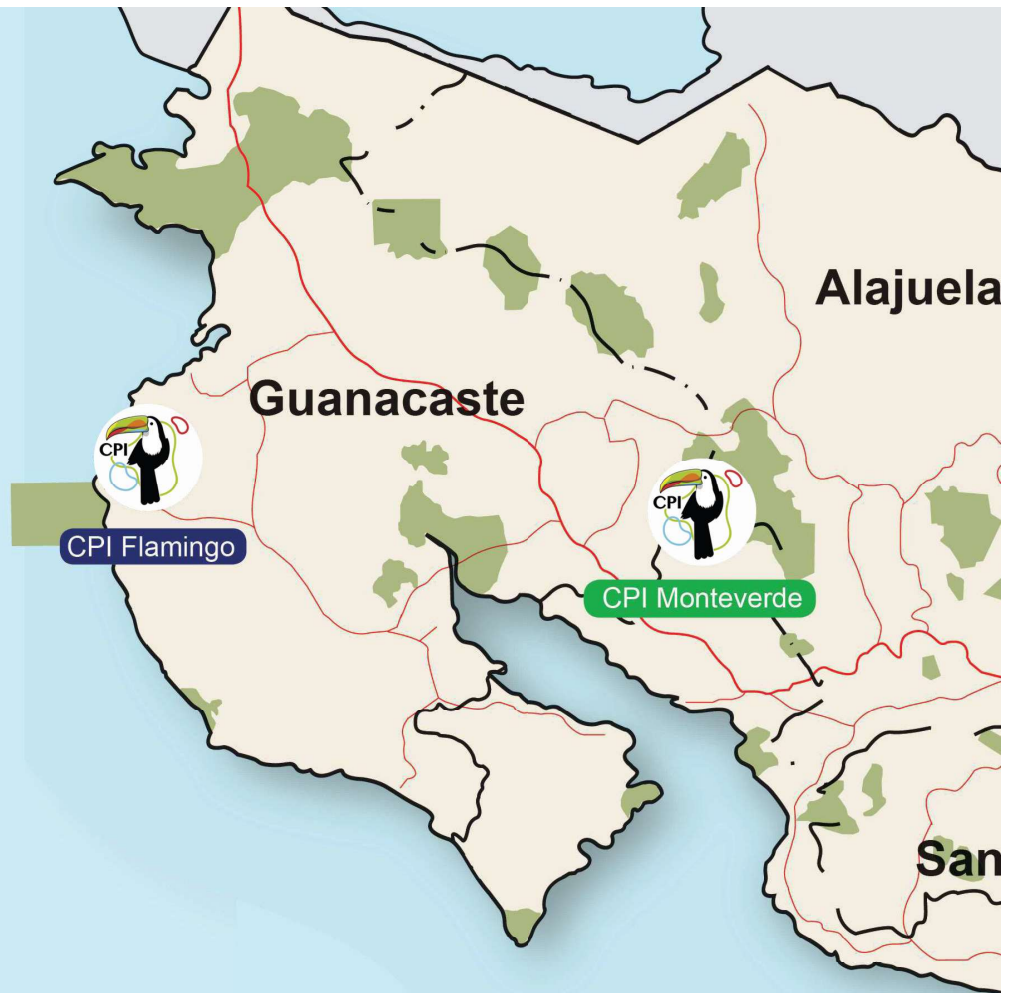 Alajuela
Guanacaste
CPI
CPI Flamingo
CPI
CPI Monteverde
San